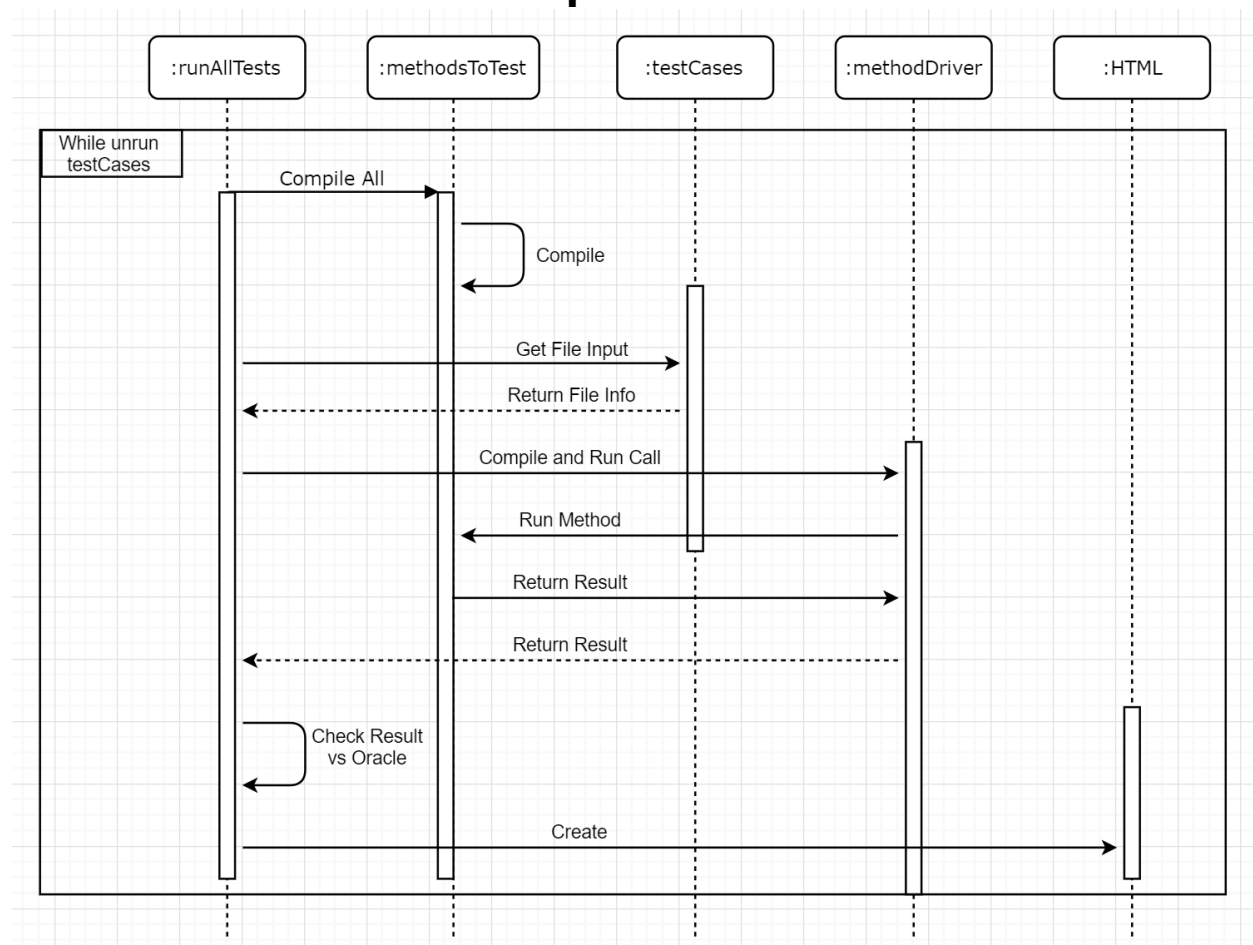 :runAllTests
:methodsToTest
:testCases
:methodDriver
:HTML
While unrun
testCases
Compile All
Compile
Get File Input
Return File Info
Compile and Run Call
Run Method
Return Result
Return Result
Check Result
vs Oracle
Create